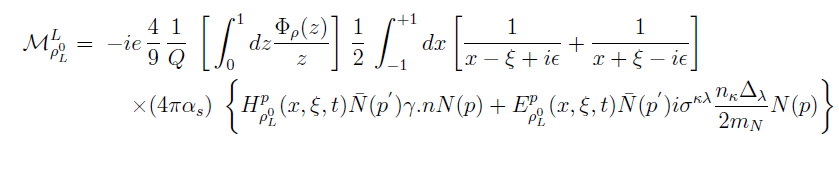 $\mathcal{M}^{L}_{\rho^0_L} = -ie \frac{4}{9} \frac{1}{Q} \left[ \int_0^1 dz \frac{\Phi_\rho(z)}{z} \right] \frac{1}{2} \int_{-1}^{+1} dx \left[ \frac{1}{x - \xi + i\epsilon} + \frac{1}{x + \xi - i\epsilon} \right]$
$\times (4\pi\alpha_s) \left\{ H^p_{\rho^0_L}(x, \xi, t) \bar{N}(p') \gamma.n N(p) + E^p_{\rho^0_L}(x, \xi, t) \bar{N}(p') i\sigma^{\kappa\lambda} \frac{n_\kappa \Delta_\lambda}{2m_N} N(p) \right\}$